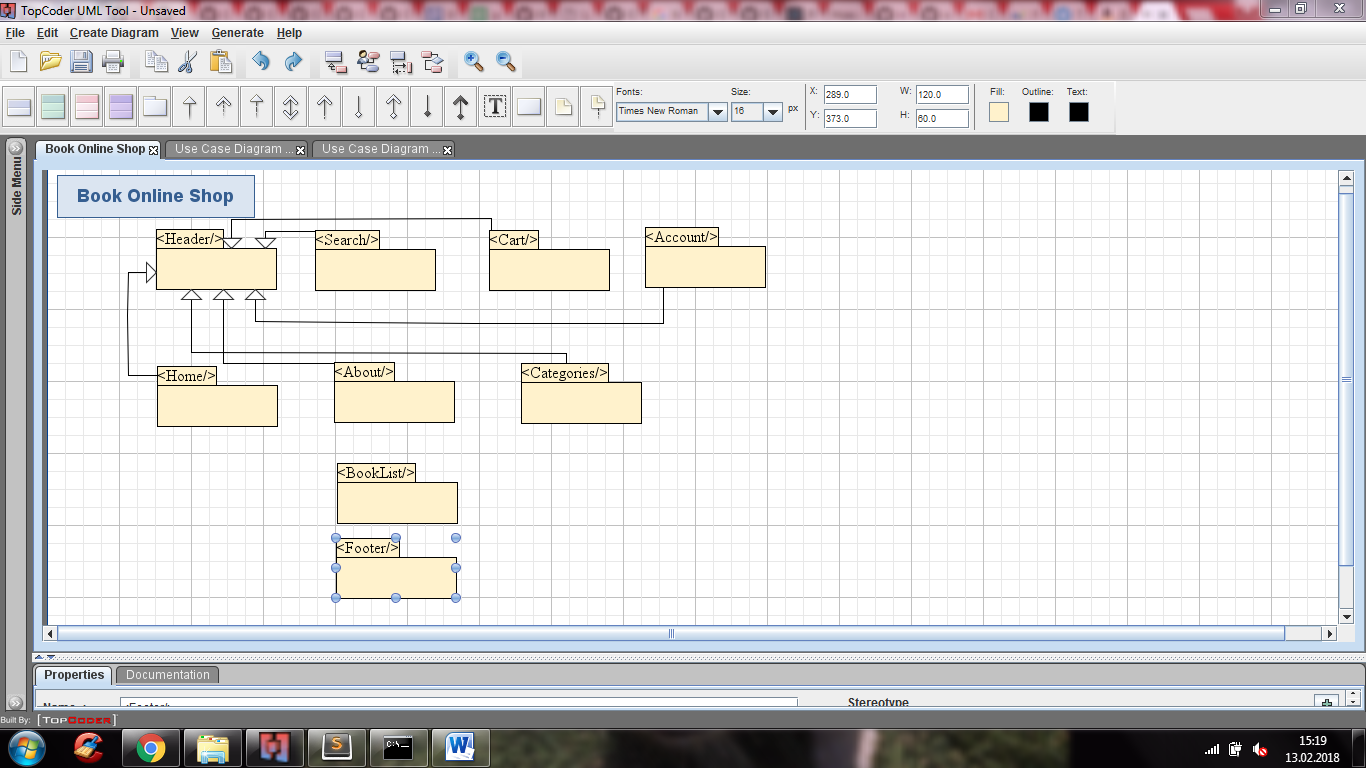 TopCoder UML Tool - Unsaved
File Edit Create Diagram View Generate Help
Fonts: Size: X: 289.0 W: 120.0 Fill: Outline: Text:
Times New Roman 16 px Y: 373.0 H: 60.0
T
Side Menu
Book Online Shop Use Case Diagram ... Use Case Diagram ...
Book Online Shop
<Header/> <Search/> <Cart/> <Account/>
<Home/> <About/> <Categories/>
<BookList/>
<Footer/>
Properties Documentation
Stereotype
Built By: [TOPCODER]
C:\
S W
15:19
13.02.2018